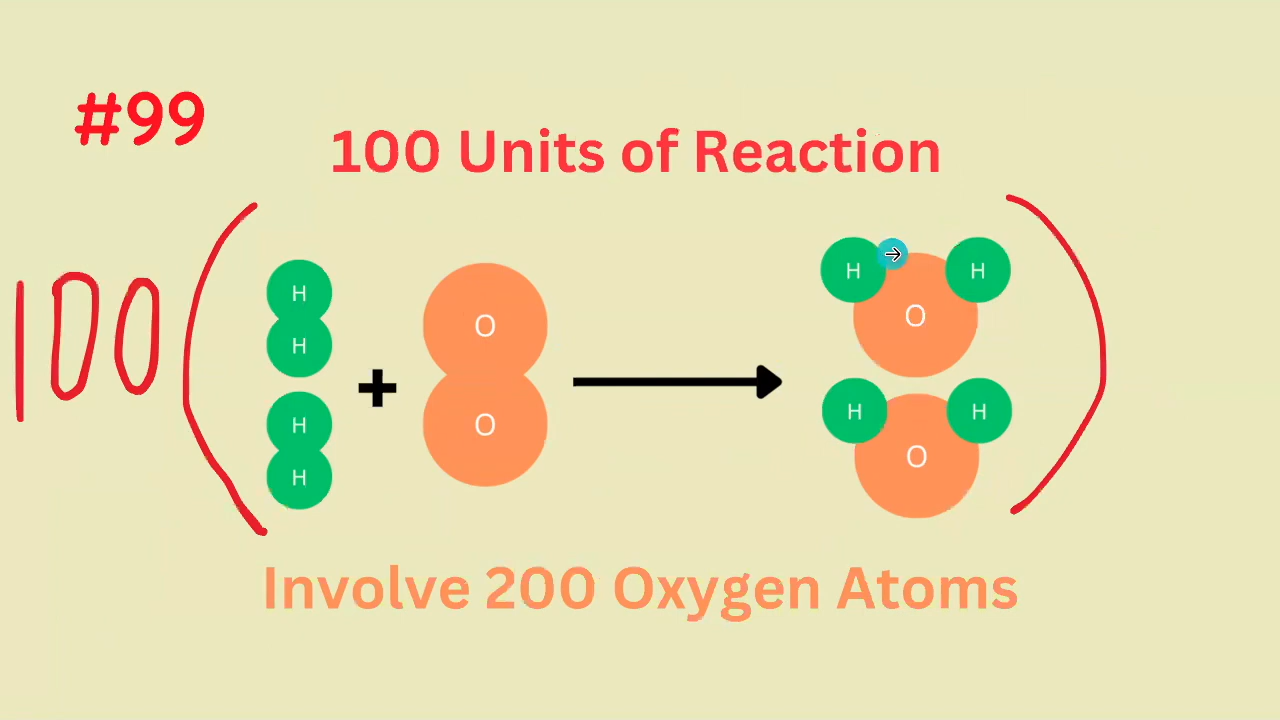 #99
100 Units of Reaction
100
H
H
H
H
+
O
O
H
H
O
H
H
O
Involve 200 Oxygen Atoms